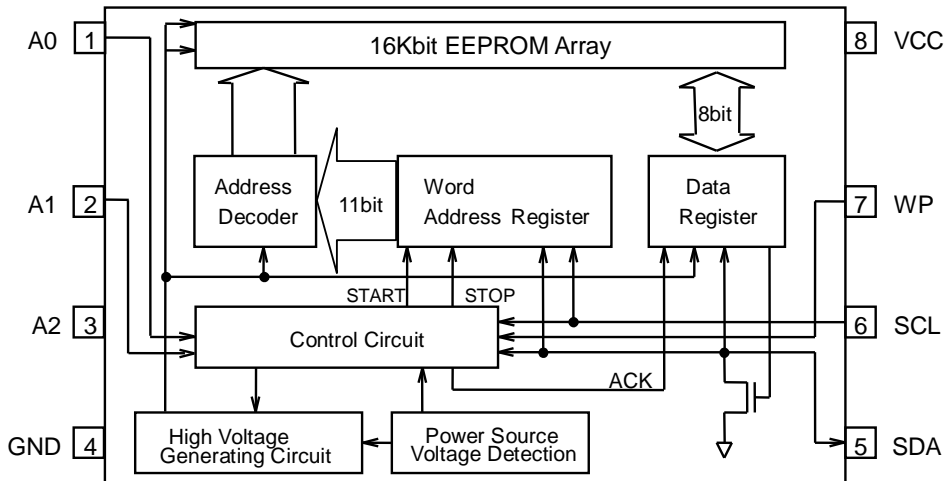 A0 1 16Kbit EEPROM Array 8 VCC
8bit
A1 2 Address Word Data 7 WP
Decoder 11bit Address Register Register
START STOP
A2 3 Control Circuit 6 SCL
ACK
GND 4 High Voltage Power Source 5 SDA
Generating Circuit Voltage Detection